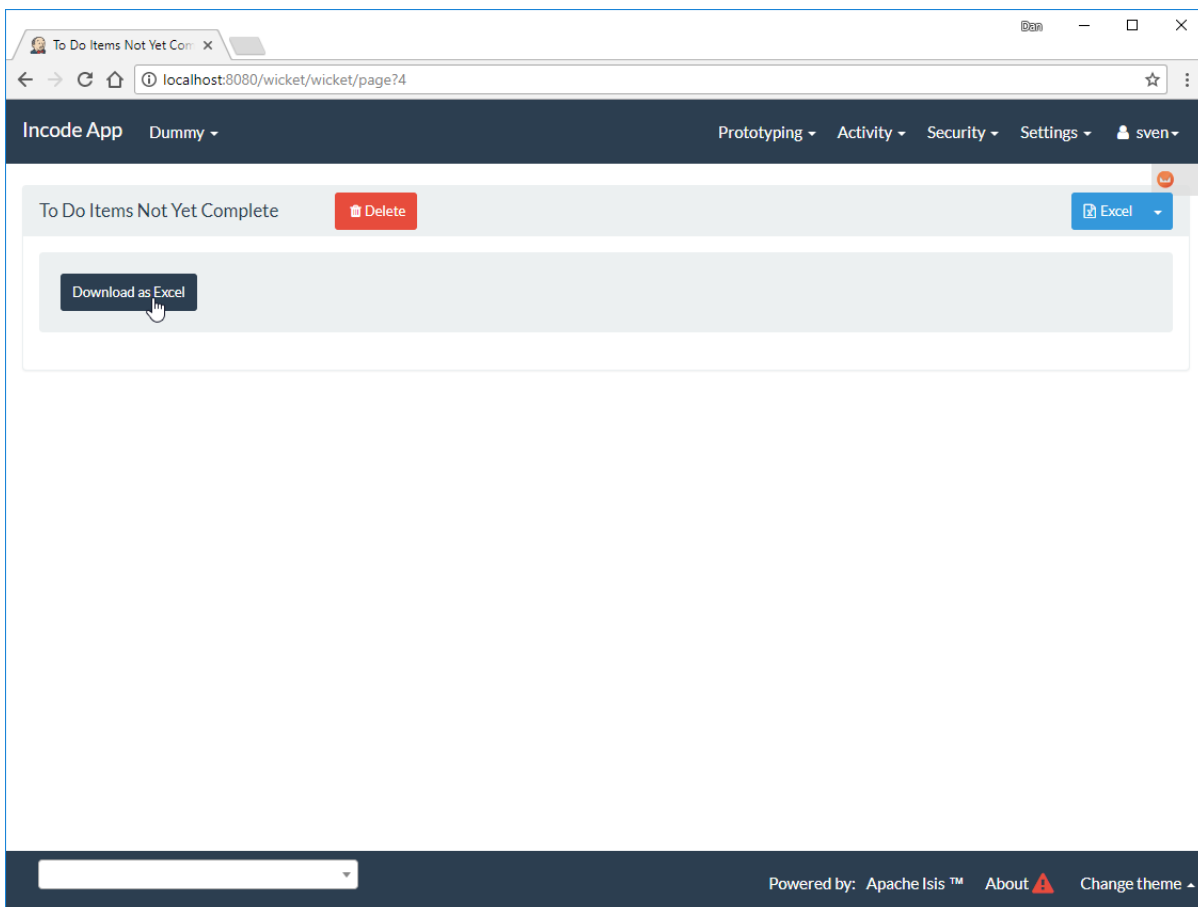 Dan
To Do Items Not Yet Com
localhost:8080/wicket/wicket/page?4
Incode App Dummy Prototyping Activity Security Settings sven
To Do Items Not Yet Complete Delete Excel
Download as Excel
Powered by: Apache Isis ™ About Change theme